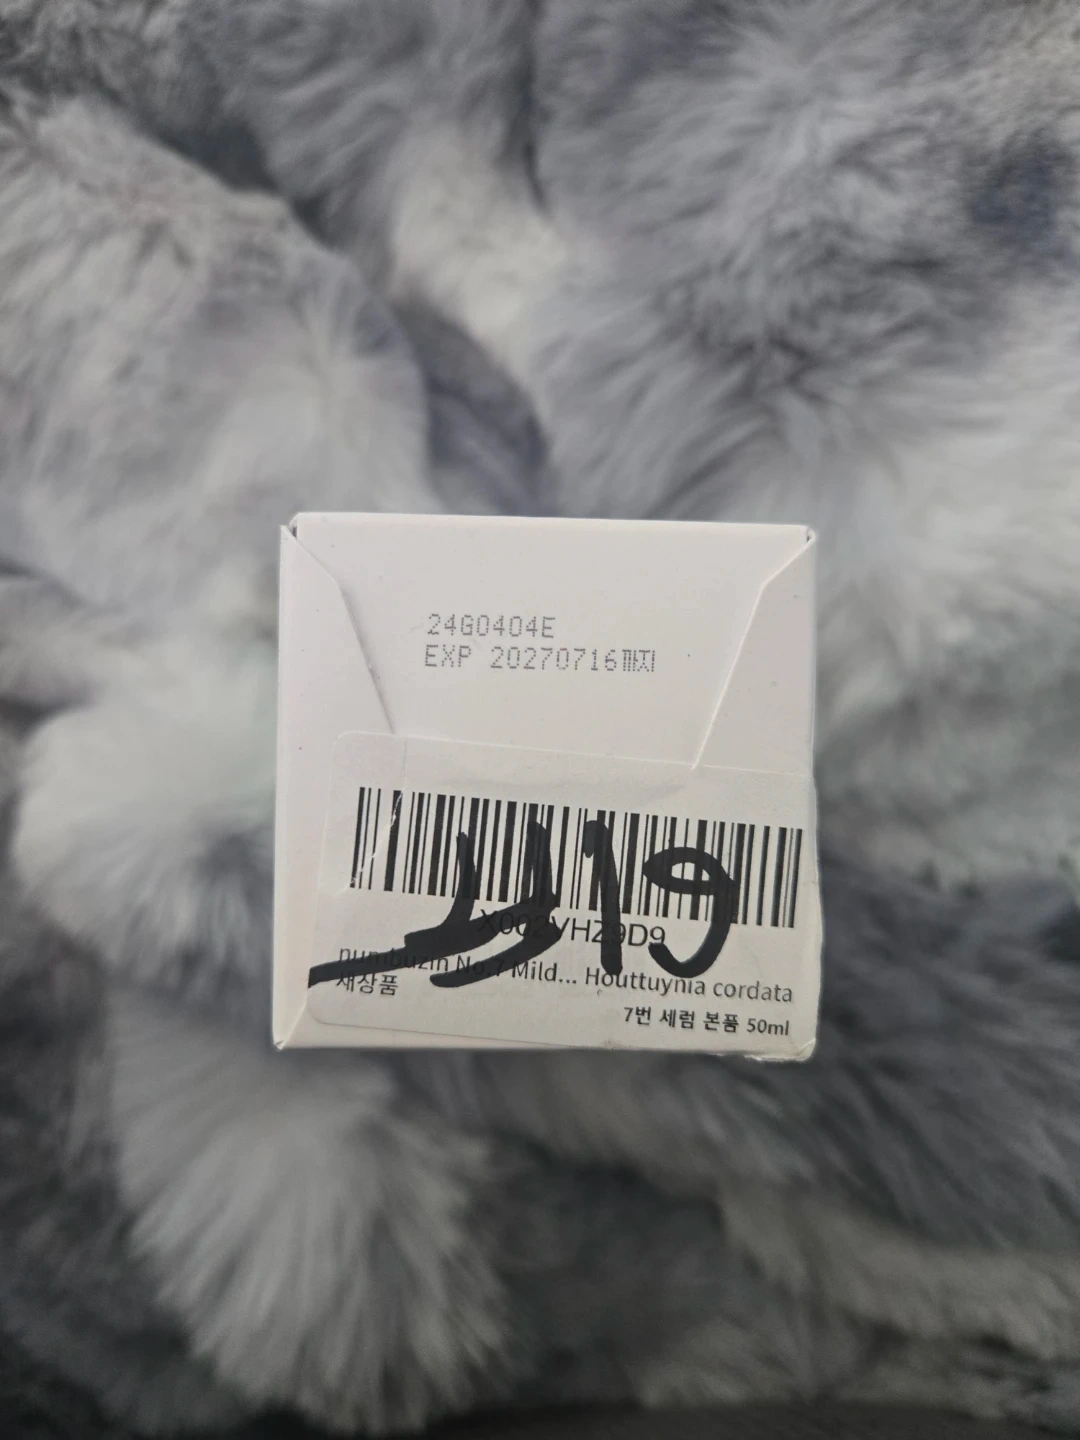 24G0404E
EXP 20270716까지
X002VHZ9D9
numbuzin No.7 Mild... Houttuynia cordata
새상품
7번 세럼 본품 50ml